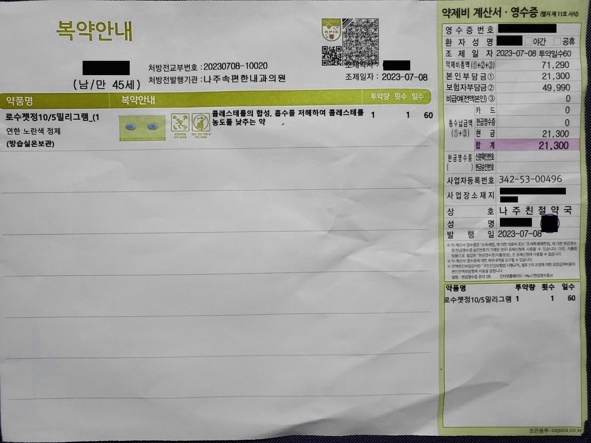 복약안내
처방전교부번호 : 20230708-10020
(남/만 45세) 처방전발행기관 : 나주속편한내과의원
조제일자 : 2023-07-08
약품명 복약안내 투약량 횟수 일수
로수젯정10/5밀리그램_(1 콜레스테롤의 합성, 흡수를 저해하여 콜레스테롤 1 1 60
연한 노란색 정제 농도를 낮추는 약
(방습실온보관)
약제비 계산서·영수증 (별지 제 11호 서식)
영 수 증 번 호
환 자 성 명 야간 공휴
조 제 일 자 2023-07-08 투약일수60
약제비총액(①+②+③) 71,290
본인부담금① 21,300
보험자부담금② 49,990
비급여(전액본인) ③ 0
카 드 0
총수납금액 현금영수증 0
(①+③) 현 금 21,300
합 계 21,300
현금영수증
사업자등록번호 342-53-00496
사 업 장 소 재 지
상 호 나 주 친 절 약 국
성 명
발 행 일 2023-07-08
약품명 투약량 횟수 일수
로수젯정10/5밀리그램 1 1 60